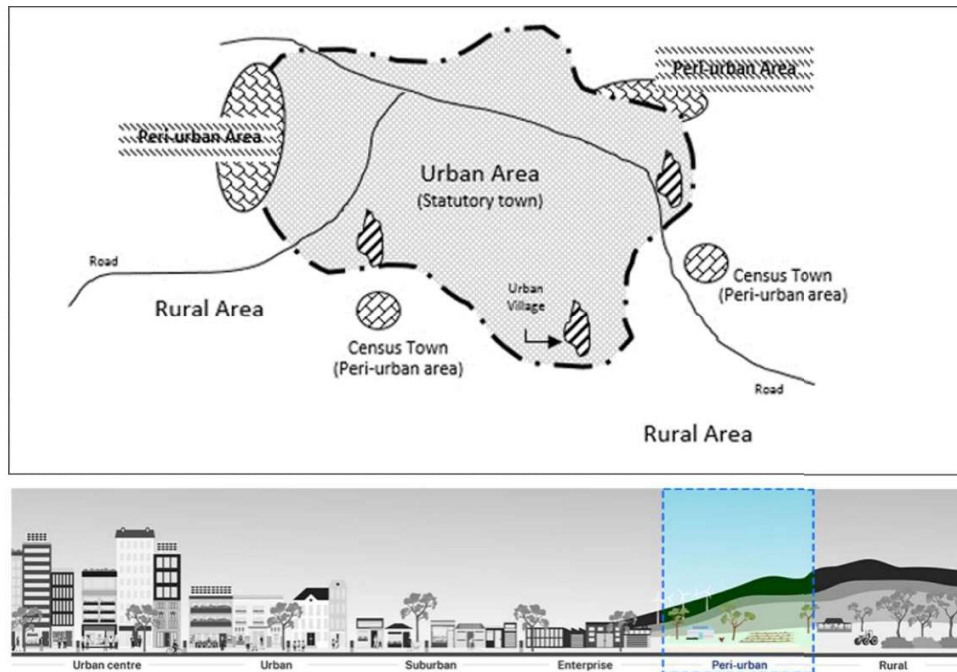 Peri-urban Area
Peri-urban Area
Urban Area
(Statutory town)
Road
Rural Area
Urban
Village
Census Town
(Peri-urban area)
Census Town
(Peri-urban area)
Road
Rural Area
Urban centre
Urban
Suburban
Enterprise
Peri-urban
Rural